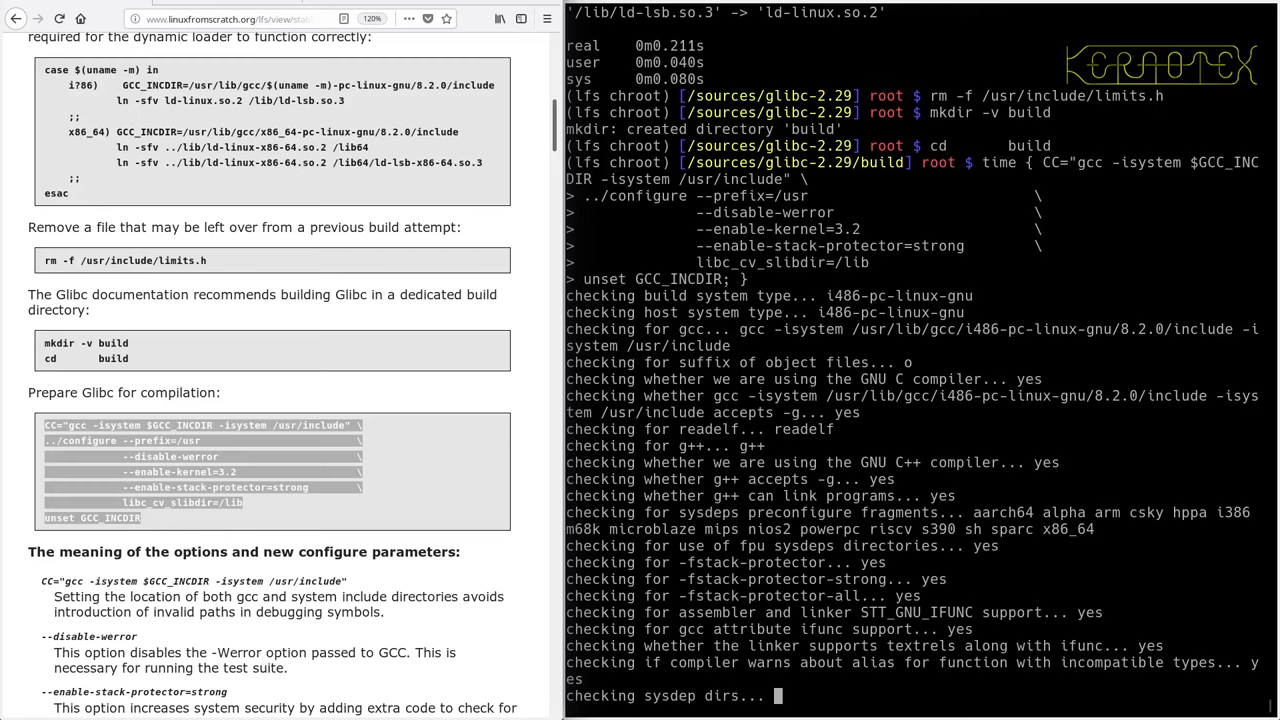 www.linuxfromscratch.org/lfs/view/stabl
120%
required for the dynamic loader to function correctly:
case $(uname -m) in
i?86) GCC_INCDIR=/usr/lib/gcc/$(uname -m)-pc-linux-gnu/8.2.0/include
ln -sfv ld-linux.so.2 /lib/ld-lsb.so.3
;;
x86_64) GCC_INCDIR=/usr/lib/gcc/x86_64-pc-linux-gnu/8.2.0/include
ln -sfv ../lib/ld-linux-x86-64.so.2 /lib64
ln -sfv ../lib/ld-linux-x86-64.so.2 /lib64/ld-lsb-x86-64.so.3
;;
esac
Remove a file that may be left over from a previous build attempt:
rm -f /usr/include/limits.h
The Glibc documentation recommends building Glibc in a dedicated build
directory:
mkdir -v build
cd build
Prepare Glibc for compilation:
CC="gcc -isystem $GCC_INCDIR -isystem /usr/include" \
../configure --prefix=/usr \
--disable-werror \
--enable-kernel=3.2 \
--enable-stack-protector=strong \
libc_cv_slibdir=/lib
unset GCC_INCDIR
The meaning of the options and new configure parameters:
CC="gcc -isystem $GCC_INCDIR -isystem /usr/include"
Setting the location of both gcc and system include directories avoids
introduction of invalid paths in debugging symbols.
--disable-werror
This option disables the -Werror option passed to GCC. This is
necessary for running the test suite.
--enable-stack-protector=strong
This option increases system security by adding extra code to check for
'/lib/ld-lsb.so.3' -> 'ld-linux.so.2'
real 0m0.211s
user 0m0.040s
sys 0m0.080s
(lfs chroot) [/sources/glibc-2.29] root $ rm -f /usr/include/limits.h
(lfs chroot) [/sources/glibc-2.29] root $ mkdir -v build
mkdir: created directory 'build'
(lfs chroot) [/sources/glibc-2.29] root $ cd build
(lfs chroot) [/sources/glibc-2.29/build] root $ time { CC="gcc -isystem $GCC_INC
DIR -isystem /usr/include" \
> ../configure --prefix=/usr \
> --disable-werror \
> --enable-kernel=3.2 \
> --enable-stack-protector=strong \
> libc_cv_slibdir=/lib
> unset GCC_INCDIR; }
checking build system type... i486-pc-linux-gnu
checking host system type... i486-pc-linux-gnu
checking for gcc... gcc -isystem /usr/lib/gcc/i486-pc-linux-gnu/8.2.0/include -i
system /usr/include
checking for suffix of object files... o
checking whether we are using the GNU C compiler... yes
checking whether gcc -isystem /usr/lib/gcc/i486-pc-linux-gnu/8.2.0/include -isys
tem /usr/include accepts -g... yes
checking for readelf... readelf
checking for g++... g++
checking whether we are using the GNU C++ compiler... yes
checking whether g++ accepts -g... yes
checking whether g++ can link programs... yes
checking for sysdeps preconfigure fragments... aarch64 alpha arm csky hppa i386
m68k microblaze mips nios2 powerpc riscv s390 sh sparc x86_64
checking for use of fpu sysdeps directories... yes
checking for -fstack-protector... yes
checking for -fstack-protector-strong... yes
checking for -fstack-protector-all... yes
checking for assembler and linker STT_GNU_IFUNC support... yes
checking for gcc attribute ifunc support... yes
checking whether the linker supports textrels along with ifunc... yes
checking if compiler warns about alias for function with incompatible types... y
es
checking sysdep dirs...